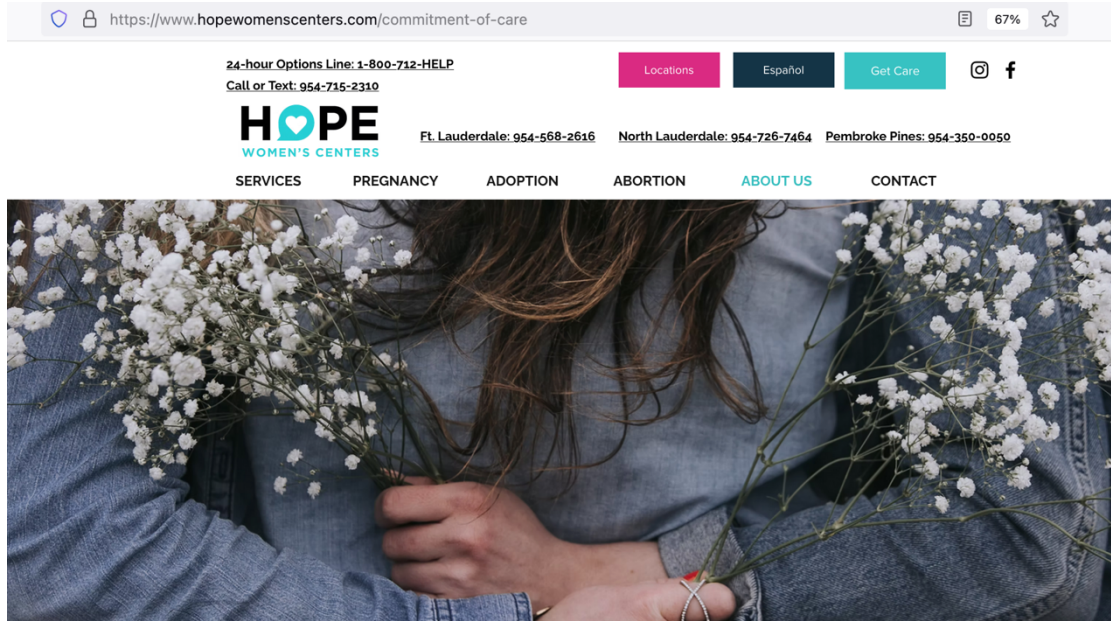 https://www.hopewomenscenters.com/commitment-of-care
67%
24-hour Options Line: 1-800-712-HELP
Call or Text: 954-715-2310
Locations
Español
Get Care
HOPE
WOMEN'S CENTERS
Ft. Lauderdale: 954-568-2616 North Lauderdale: 954-726-7464 Pembroke Pines: 954-350-0050
SERVICES PREGNANCY ADOPTION ABORTION ABOUT US CONTACT